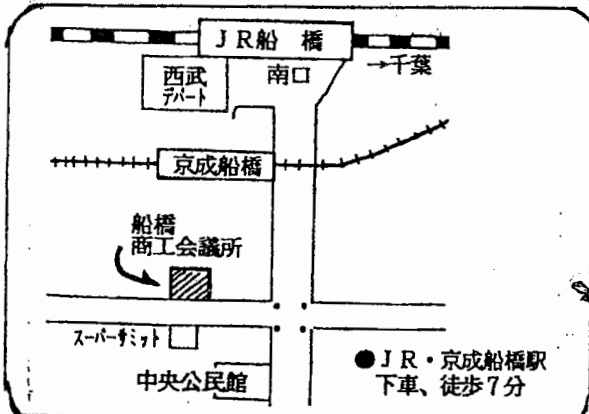 JR船橋
西武
デパート
南口
→千葉
京成船橋
船橋
商工会議所
スーパーサミット
中央公民館
●JR・京成船橋駅
下車、徒歩7分